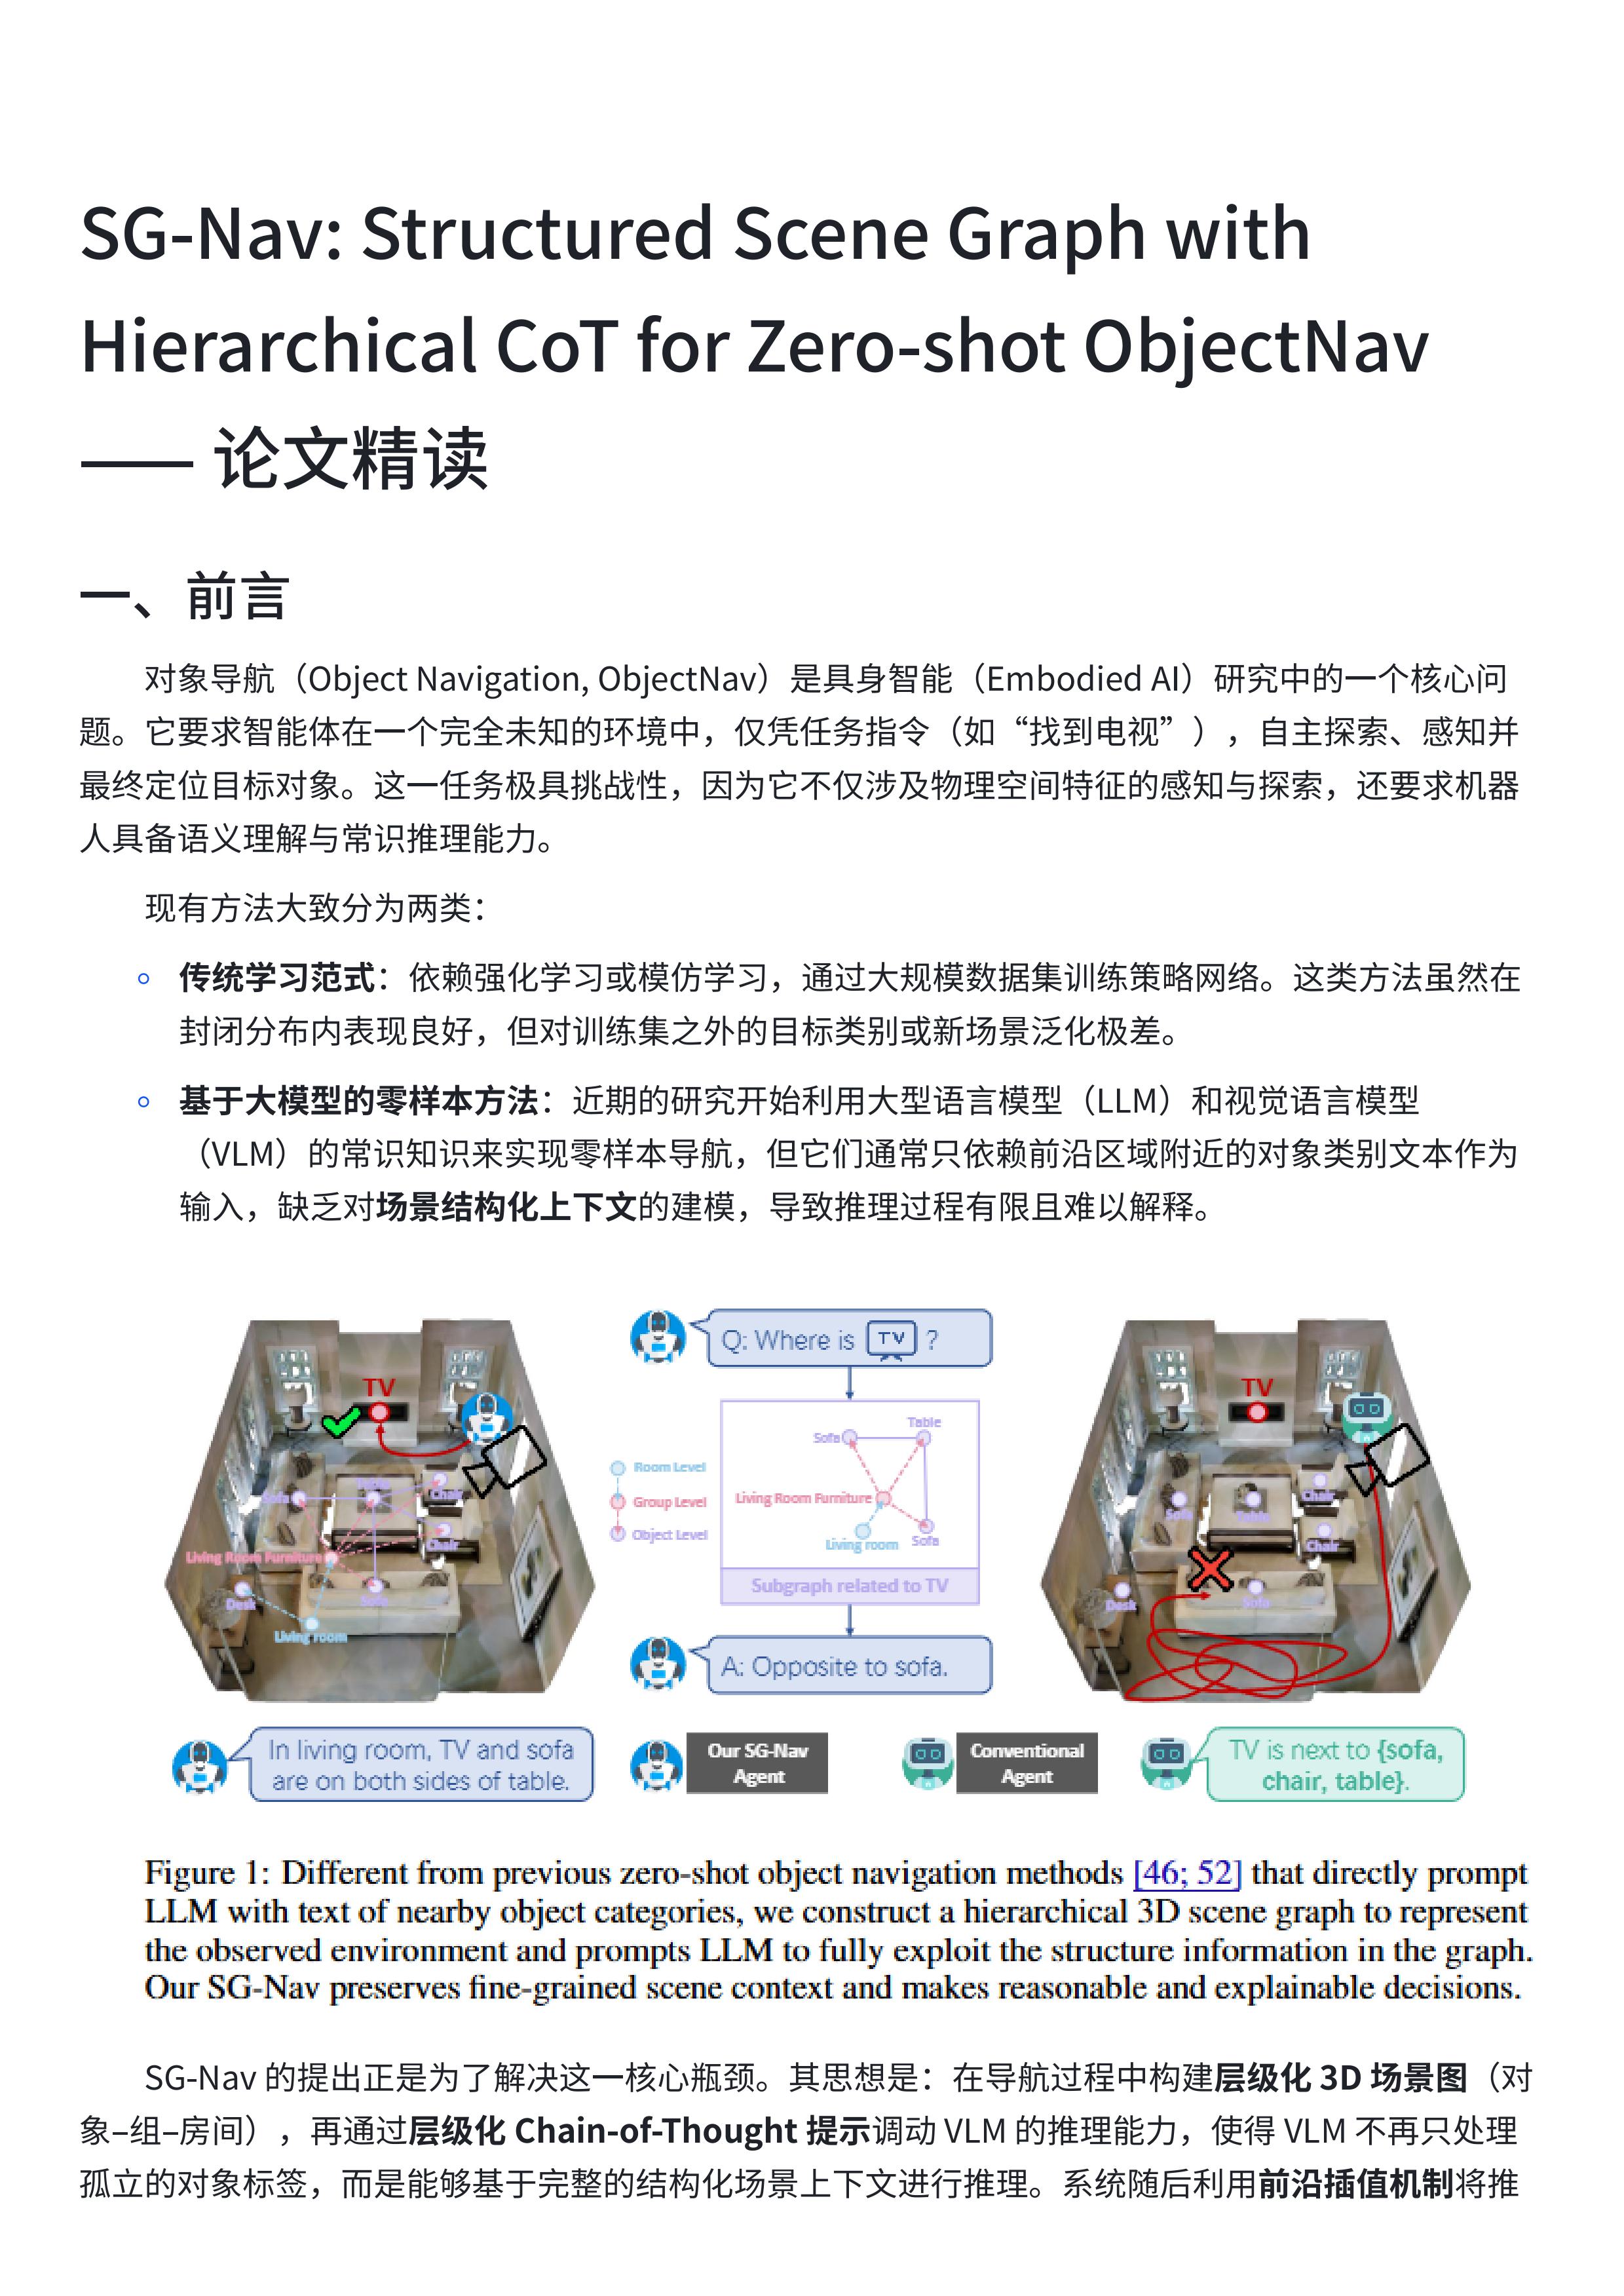 SG-Nav: Structured Scene Graph with
Hierarchical CoT for Zero-shot ObjectNav
—— 论文精读
一、前言
对象导航（Object Navigation, ObjectNav）是具身智能（Embodied AI）研究中的一个核心问
题。它要求智能体在一个完全未知的环境中，仅凭任务指令（如“找到电视”），自主探索、感知并
最终定位目标对象。这一任务极具挑战性，因为它不仅涉及物理空间特征的感知与探索，还要求机器
人具备语义理解与常识推理能力。
现有方法大致分为两类：
传统学习范式：依赖强化学习或模仿学习，通过大规模数据集训练策略网络。这类方法虽然在
封闭分布内表现良好，但对训练集之外的目标类别或新场景泛化极差。
基于大模型的零样本方法：近期的研究开始利用大型语言模型（LLM）和视觉语言模型
（VLM）的常识知识来实现零样本导航，但它们通常只依赖前沿区域附近的对象类别文本作为
输入，缺乏对场景结构化上下文的建模，导致推理过程有限且难以解释。
TV
Sofa
Table
Chair
Chair
Living Room Furniture
Desk
Sofa
Living room
Q: Where is TV ?
Room Level
Group Level
Object Level
Sofa
Table
Living Room Furniture
Living room
Sofa
Subgraph related to TV
A: Opposite to sofa.
TV
Sofa
Table
Chair
Chair
Desk
Sofa
In living room, TV and sofa
are on both sides of table.
Our SG-Nav
Agent
Conventional
Agent
TV is next to {sofa,
chair, table}.
Figure 1: Different from previous zero-shot object navigation methods [46; 52] that directly prompt
LLM with text of nearby object categories, we construct a hierarchical 3D scene graph to represent
the observed environment and prompts LLM to fully exploit the structure information in the graph.
Our SG-Nav preserves fine-grained scene context and makes reasonable and explainable decisions.
SG-Nav 的提出正是为了解决这一核心瓶颈。其思想是：在导航过程中构建层级化 3D 场景图（对
象–组–房间），再通过层级化 Chain-of-Thought 提示调动 VLM 的推理能力，使得 VLM 不再只处理
孤立的对象标签，而是能够基于完整的结构化场景上下文进行推理。系统随后利用前沿插值机制将推